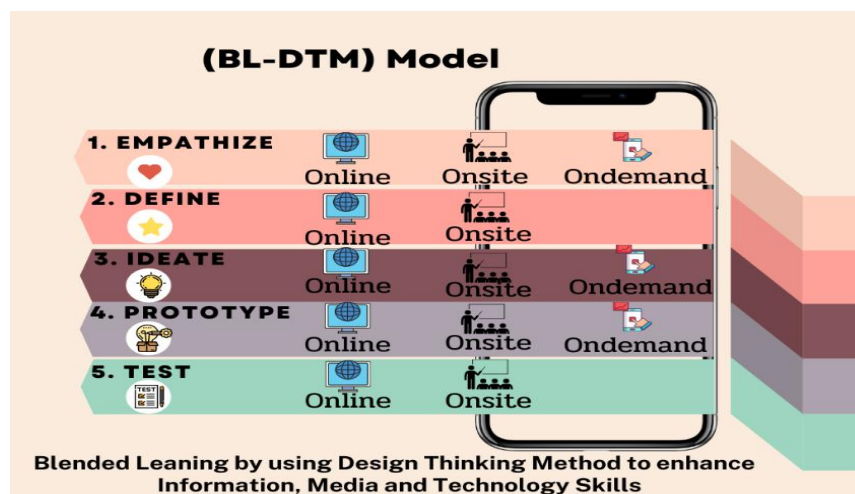 (BL-DTM) Model
1. EMPATHIZE
Online Onsite Ondemand
2. DEFINE
Online Onsite
3. IDEATE
Online Onsite Ondemand
4. PROTOTYPE
Online Onsite Ondemand
5. TEST
TEST
Online Onsite
Blended Leaning by using Design Thinking Method to enhance
Information, Media and Technology Skills